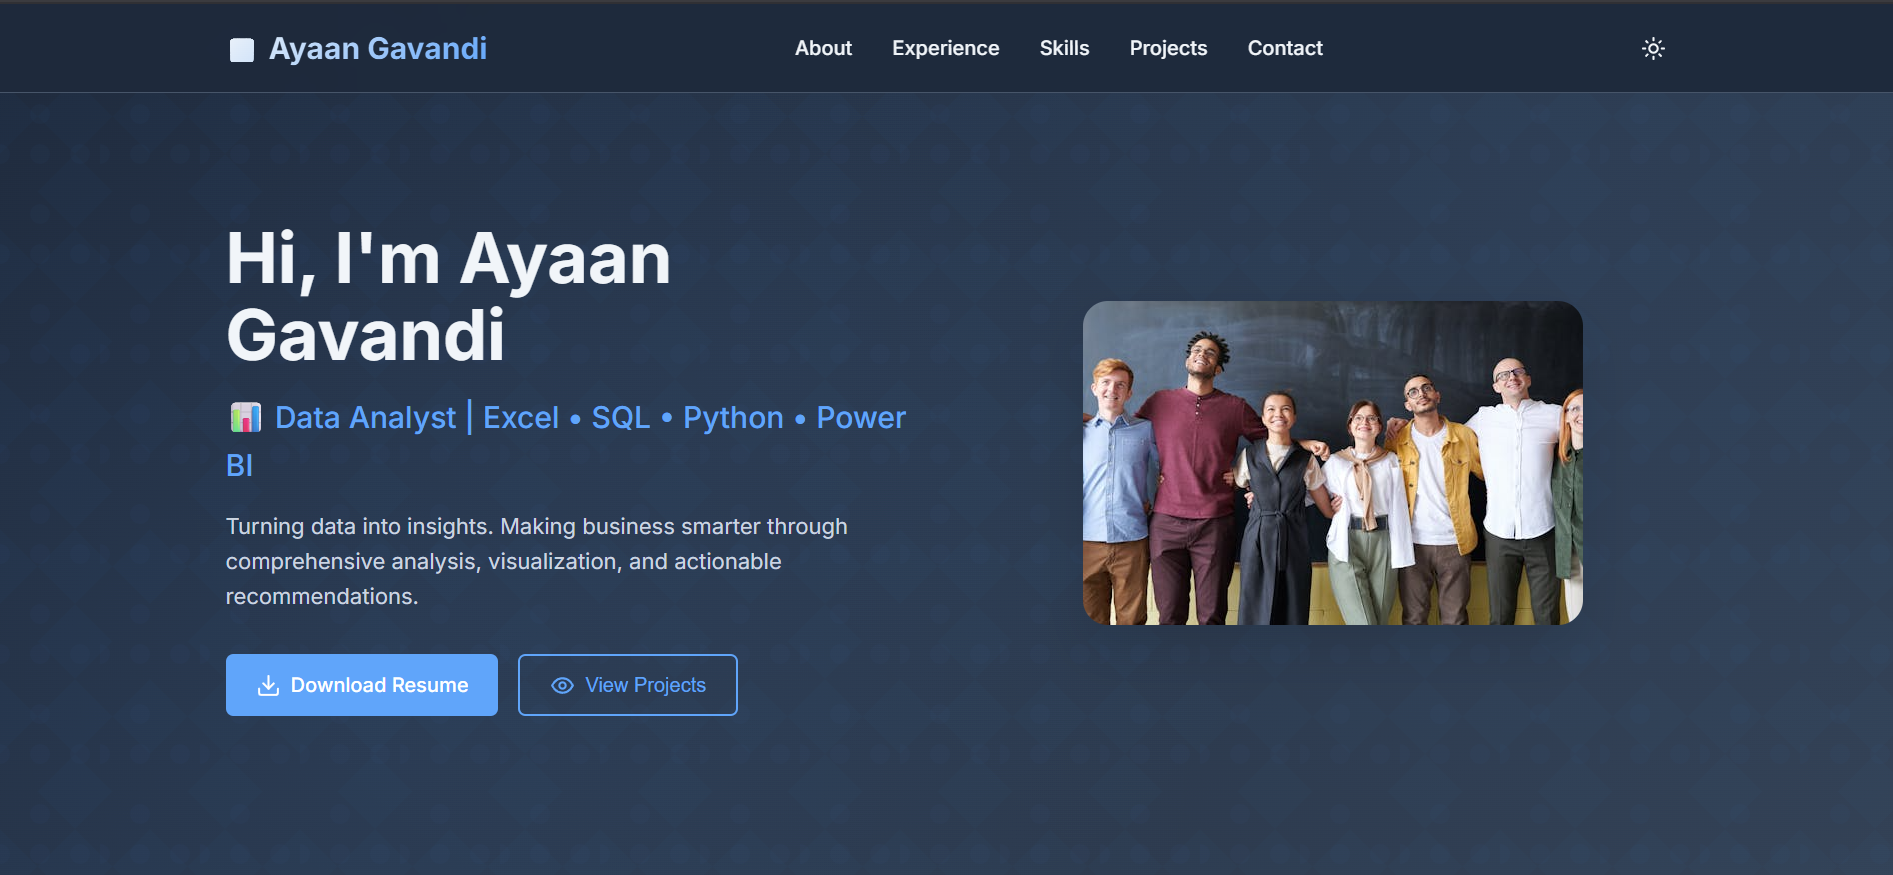 Ayaan Gavandi
About
Experience
Skills
Projects
Contact
Hi, I'm Ayaan
Gavandi
📊 Data Analyst | Excel • SQL • Python • Power
BI
Turning data into insights. Making business smarter through
comprehensive analysis, visualization, and actionable
recommendations.
Download Resume
View Projects